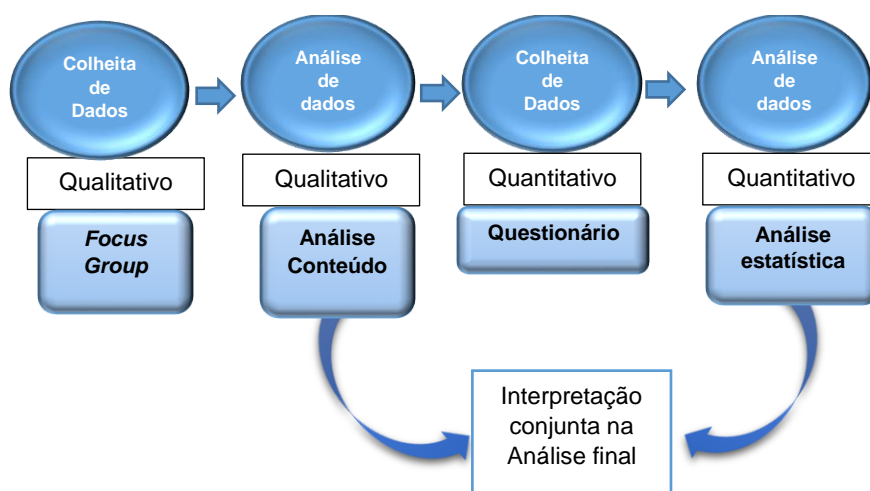 Colheita
de
Dados
Análise
de
dados
Colheita
de
Dados
Análise
de
dados
Qualitativo
Qualitativo
Quantitativo
Quantitativo
Focus
Group
Análise
Conteúdo
Questionário
Análise
estatística
Interpretação
conjunta na
Análise final